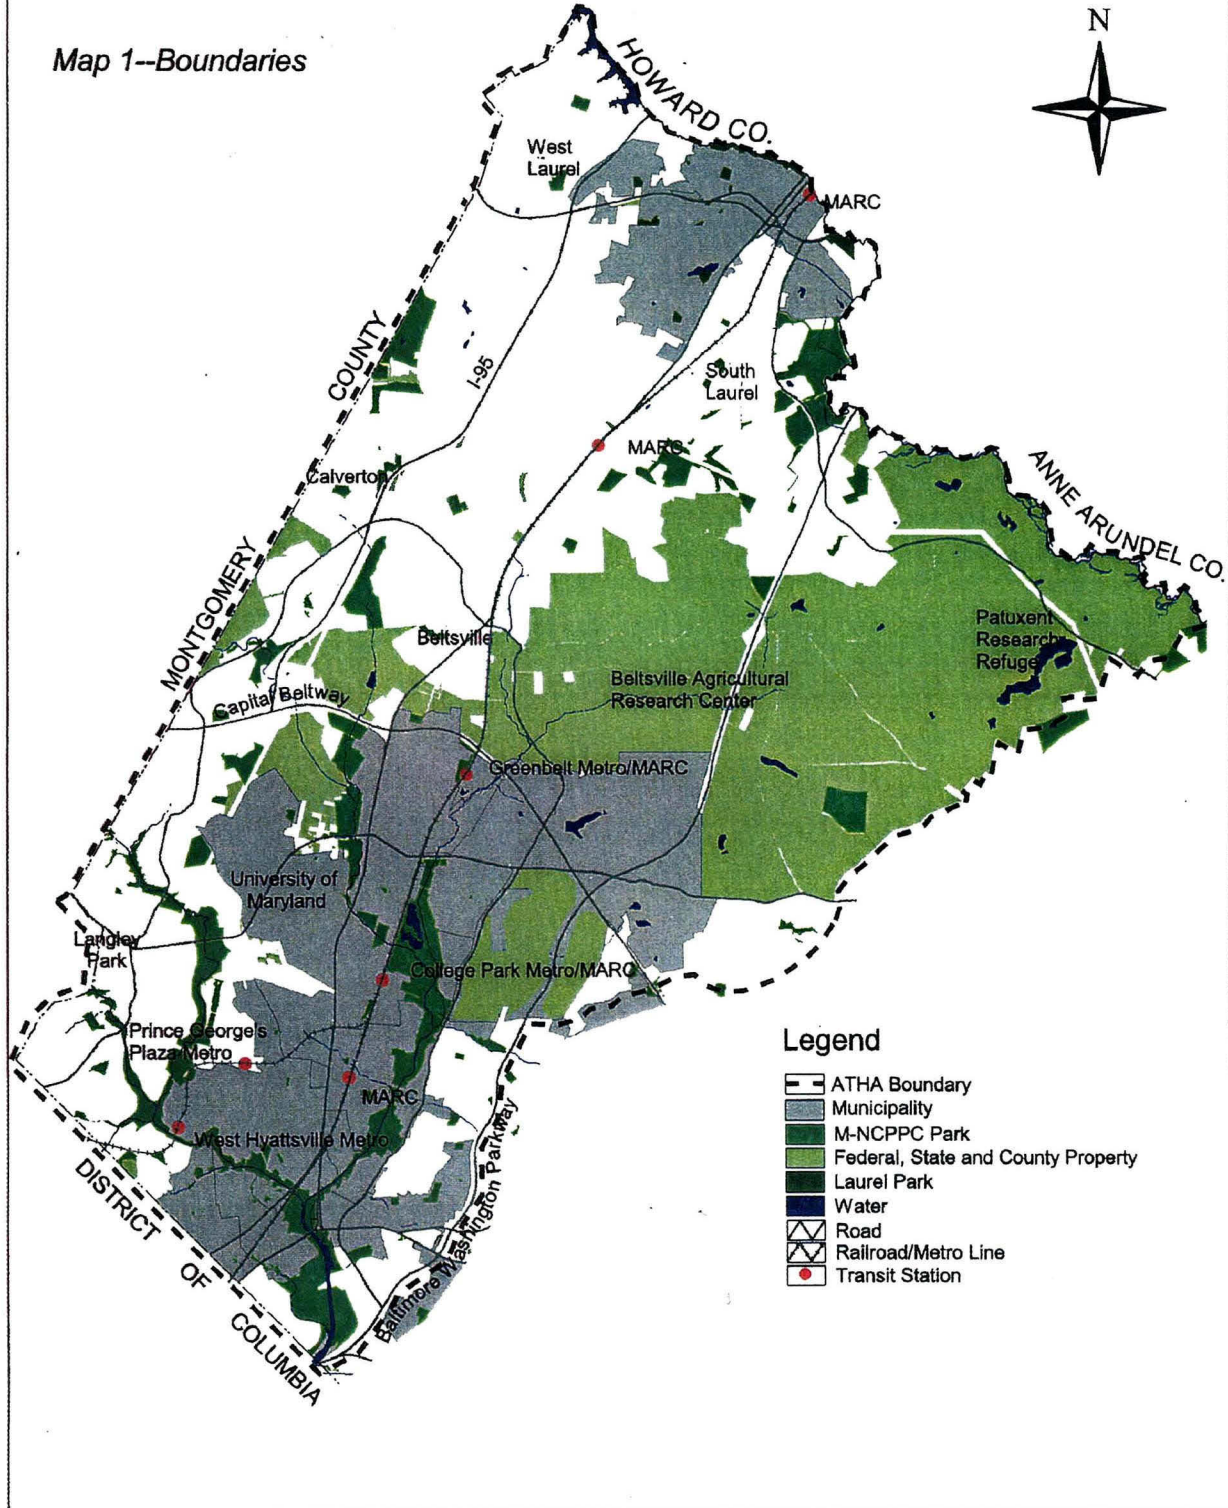 Map 1--Boundaries
N
HOWARD CO.
West
Laurel
MARC
COUNTY
I-95
South
Laurel
MARC
Calverton
ANNE ARUNDEL CO.
MONTGOMERY
Patuxent
Research
Refuge
Beltsville
Beltsville Agricultural
Research Center
Capital Beltway
Greenbelt Metro/MARC
University of
Maryland
Langley
Park
College Park Metro/MARC
Prince George's
Plaza Metro
MARC
West Hyattsville Metro
Baltimore Washington Parkway
DISTRICT
OF
COLUMBIA
Legend
ATHA Boundary
Municipality
M-NCPPC Park
Federal, State and County Property
Laurel Park
Water
Road
Railroad/Metro Line
Transit Station